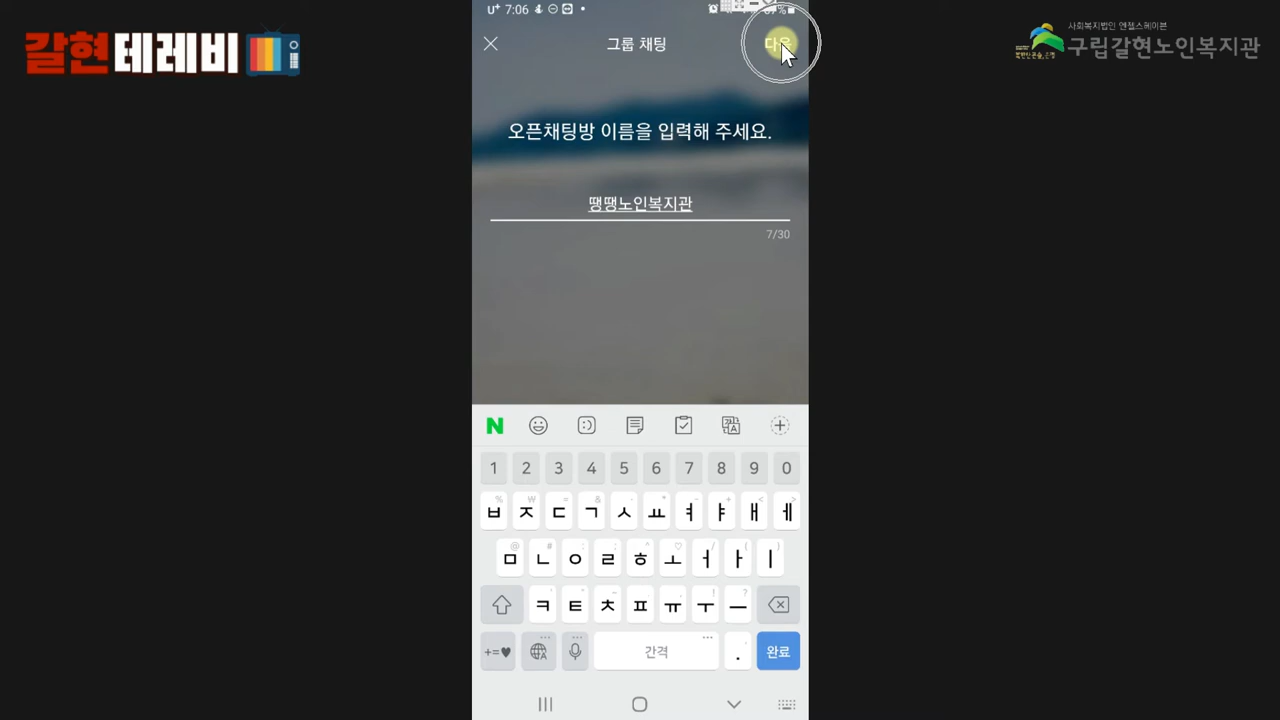 갈현테레비
사회복지법인 엔젤스헤이븐
구립갈현노인복지관
U+ 7:06
그룹 채팅
다음
오픈채팅방 이름을 입력해 주세요.
땡땡노인복지관
7/30
N
1 2 3 4 5 6 7 8 9 0
ㅂ ㅈ ㄷ ㄱ ㅅ ㅛ ㅕ ㅑ ㅐ ㅔ
ㅁ ㄴ ㅇ ㄹ ㅎ ㅗ ㅓ ㅏ ㅣ
ㅋ ㅌ ㅊ ㅍ ㅠ ㅜ ㅡ
+=♥ 간격 . 완료